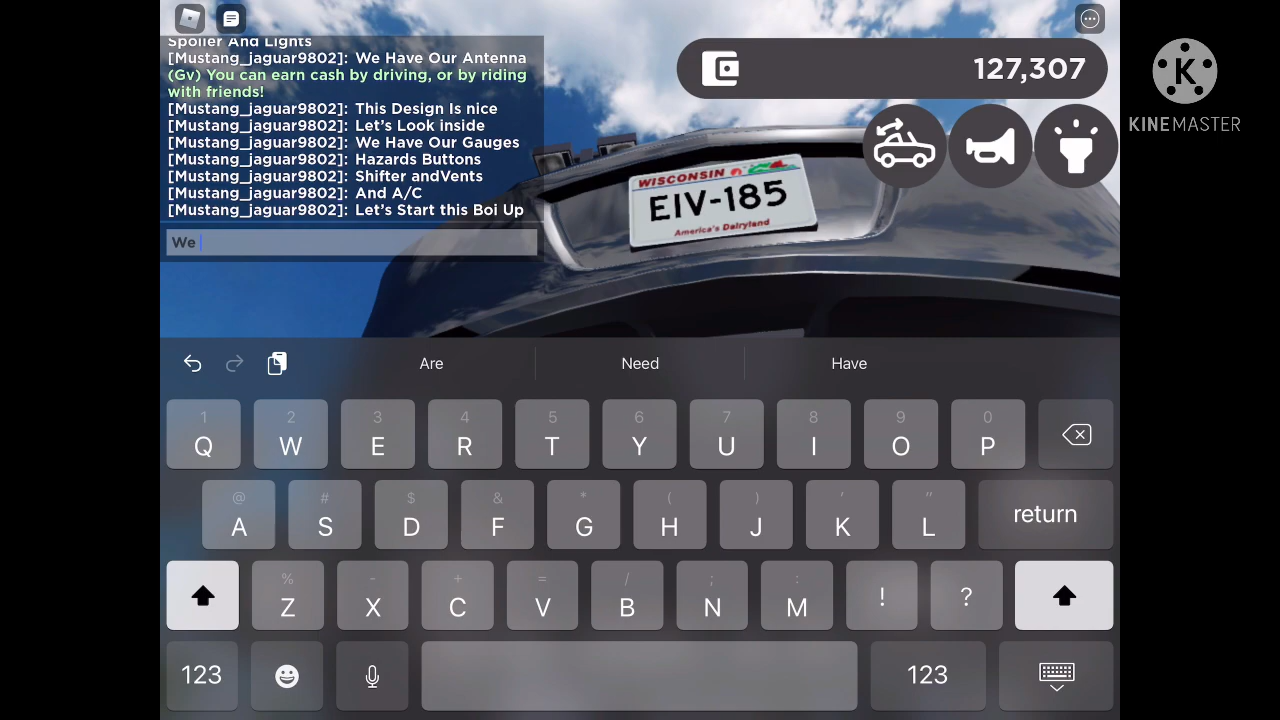 Spoiler And Lights
[Mustang_jaguar9802]: We Have Our Antenna
(Gv) You can earn cash by driving, or by riding
with friends!
[Mustang_jaguar9802]: This Design Is nice
[Mustang_jaguar9802]: Let's Look inside
[Mustang_jaguar9802]: We Have Our Gauges
[Mustang_jaguar9802]: Hazards Buttons
[Mustang_jaguar9802]: Shifter andVents
[Mustang_jaguar9802]: And A/C
[Mustang_jaguar9802]: Let's Start this Boi Up
We
127,307
K
KINEMASTER
WISCONSIN
EIV-185
America's Dairyland
Are Need Have
1 2 3 4 5 6 7 8 9 0
Q W E R T Y U I O P
@ # $ & * ( ) ' "
A S D F G H J K L return
% - + = / ; :
Z X C V B N M ! ?
123 123